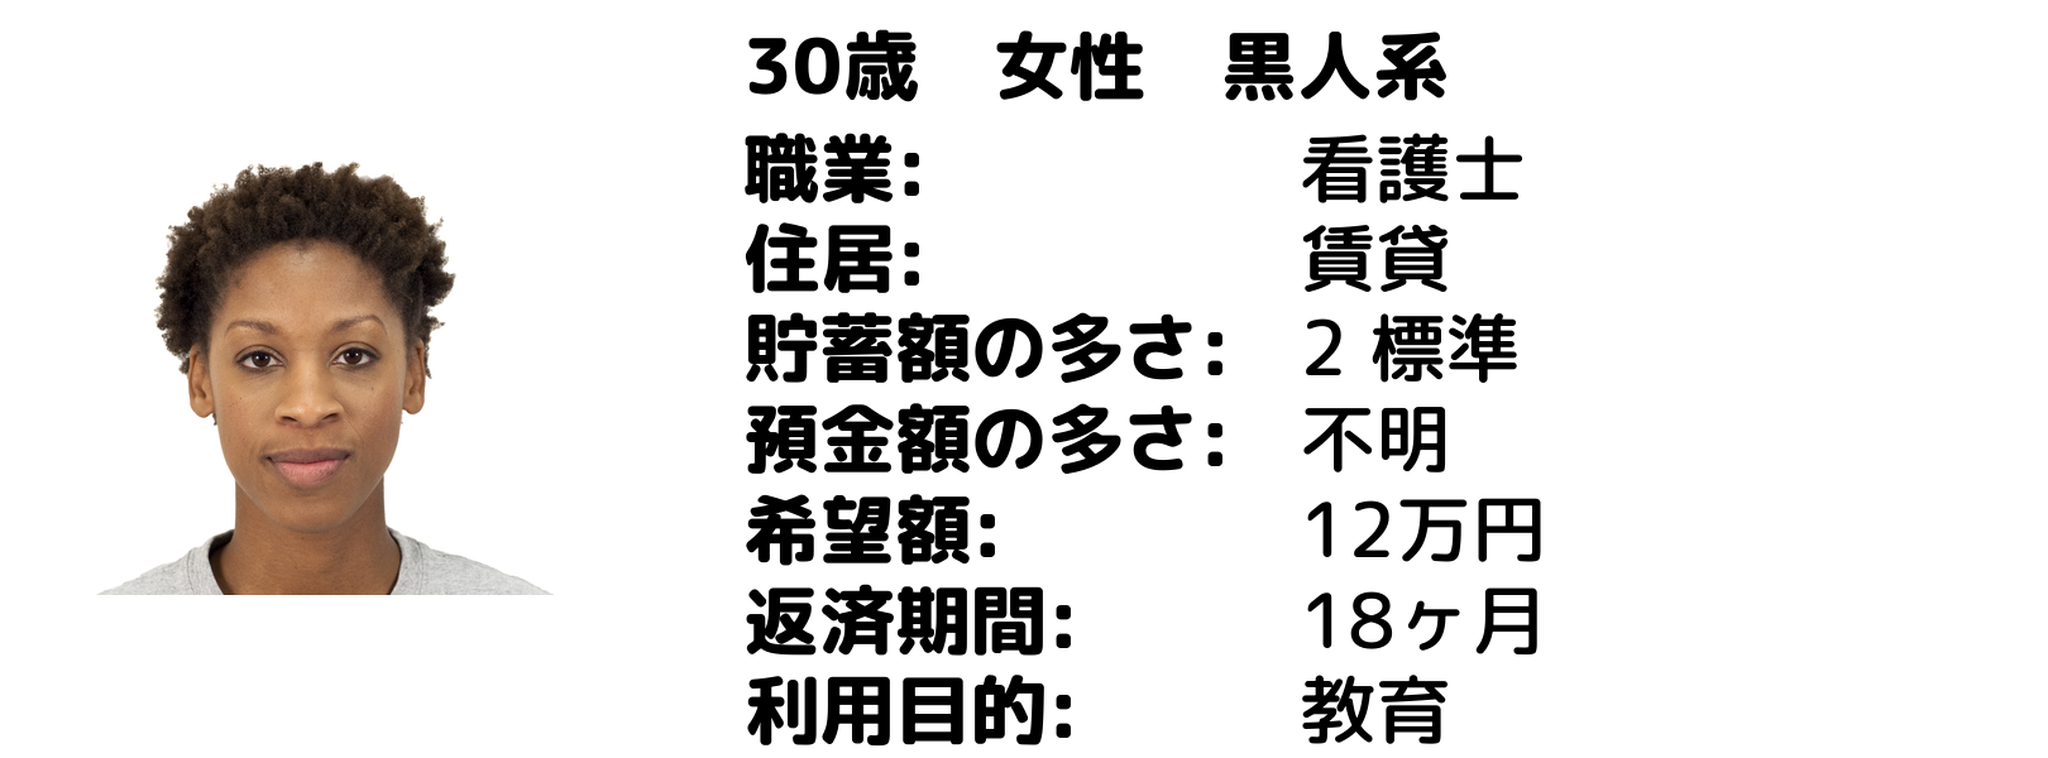 30歳　女性　黒人系
職業: 看護士
住居: 賃貸
貯蓄額の多さ: 2 標準
預金額の多さ: 不明
希望額: 12万円
返済期間: 18ヶ月
利用目的: 教育